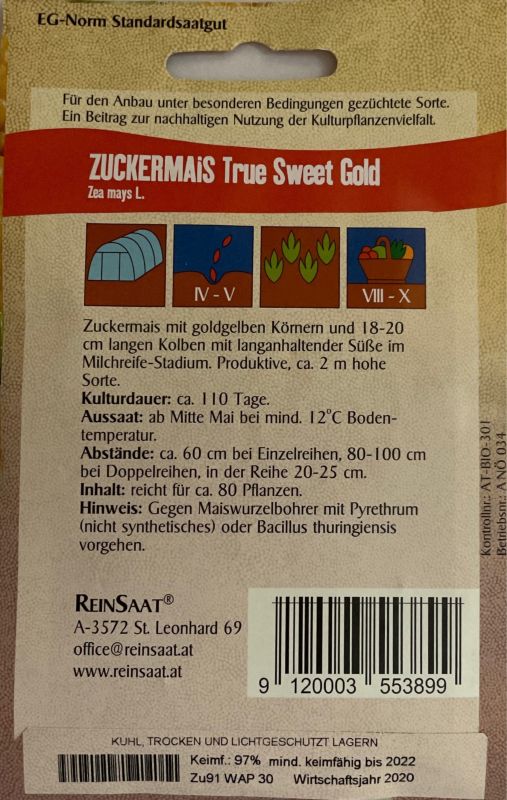 EG-Norm Standardsaatgut
Für den Anbau unter besonderen Bedingungen gezüchtete Sorte.
Ein Beitrag zur nachhaltigen Nutzung der Kulturpflanzenvielfalt.
ZUCKERMAiS True Sweet Gold
Zea mays L.
IV - V
VIII - X
Zuckermais mit goldgelben Körnern und 18-20
cm langen Kolben mit langanhaltender Süße im
Milchreife-Stadium. Produktive, ca. 2 m hohe
Sorte.
Kulturdauer: ca. 110 Tage.
Aussaat: ab Mitte Mai bei mind. 12°C Boden-
temperatur.
Abstände: ca. 60 cm bei Einzelreihen, 80-100 cm
bei Doppelreihen, in der Reihe 20-25 cm.
Inhalt: reicht für ca. 80 Pflanzen.
Hinweis: Gegen Maiswurzelbohrer mit Pyrethrum
(nicht synthetisches) oder Bacillus thuringiensis
vorgehen.
Kontrollnr.: AT-BIO-301
Betriebsnr.: A NÖ 034
REINSAAT®
A-3572 St. Leonhard 69
office@reinsaat.at
www.reinsaat.at
9 120003 553899
KUHL, TROCKEN UND LICHTGESCHUTZT LAGERN
Keimf.: 97% mind. keimfähig bis 2022
Zu91 WAP 30 Wirtschaftsjahr 2020